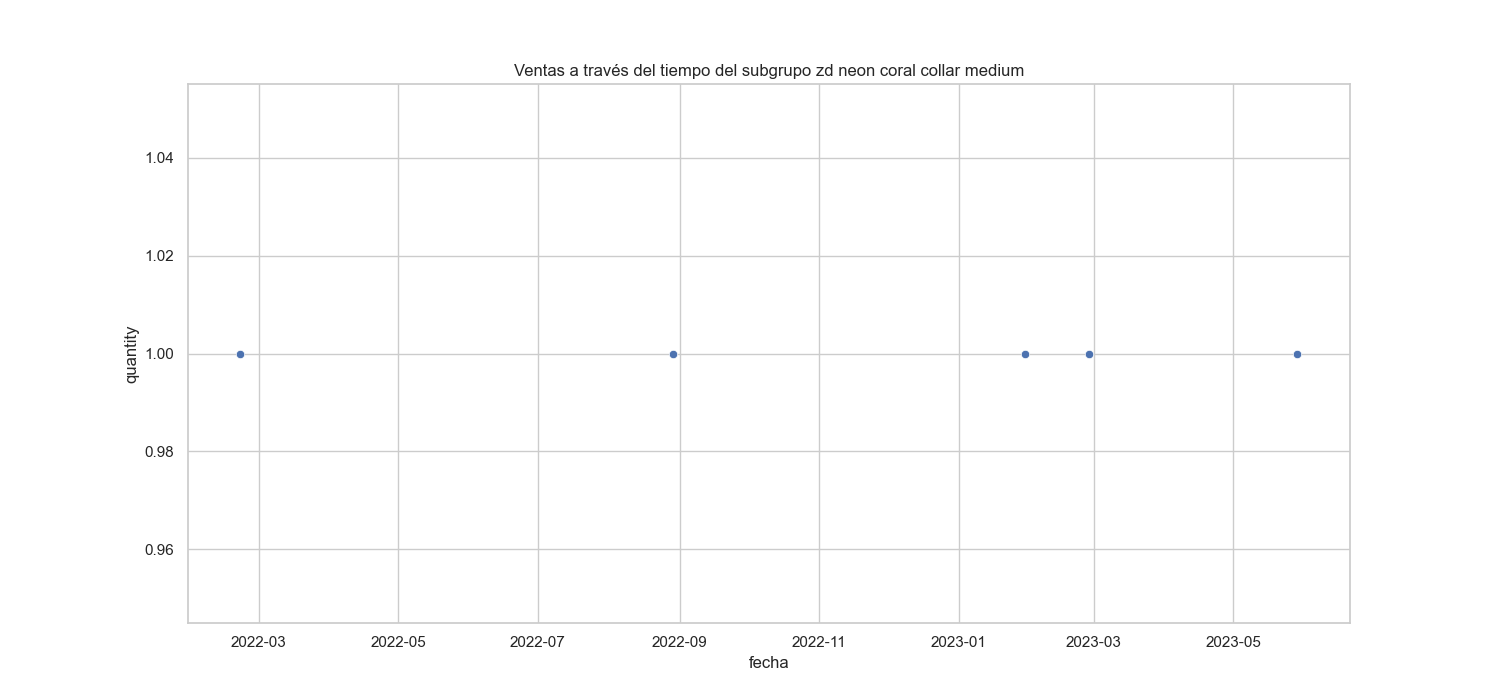 Ventas a través del tiempo del subgrupo zd neon coral collar medium
1.04
1.02
1.00
0.98
0.96
quantity
2022-03 2022-05 2022-07 2022-09 2022-11 2023-01 2023-03 2023-05
fecha